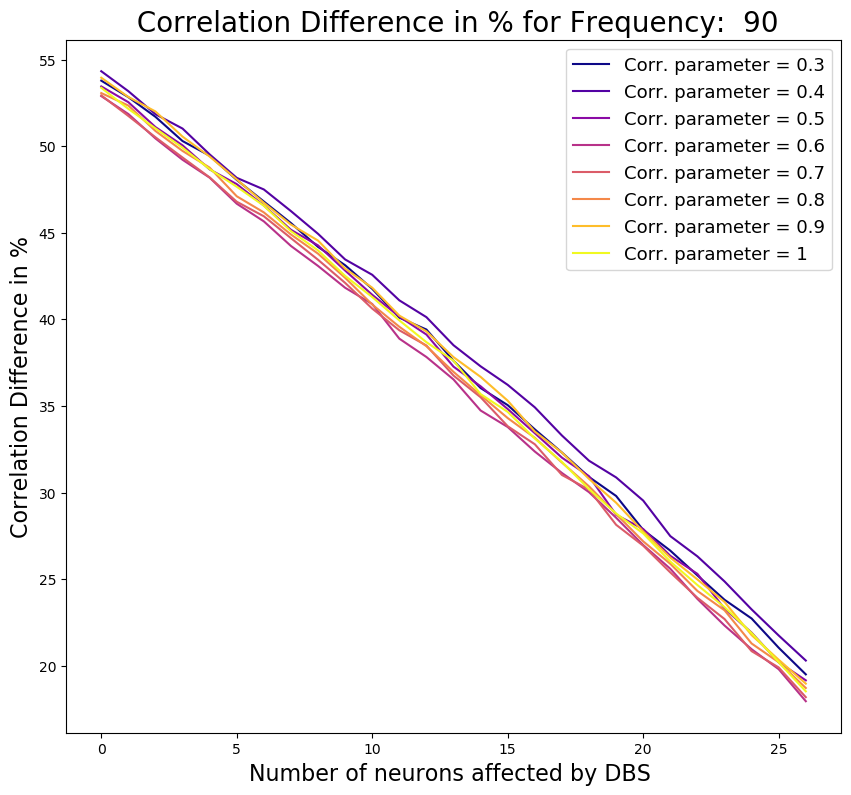 Correlation Difference in % for Frequency:  90
Corr. parameter = 0.3
Corr. parameter = 0.4
Corr. parameter = 0.5
Corr. parameter = 0.6
Corr. parameter = 0.7
Corr. parameter = 0.8
Corr. parameter = 0.9
Corr. parameter = 1
Correlation Difference in %
55
50
45
40
35
30
25
20
0 5 10 15 20 25
Number of neurons affected by DBS